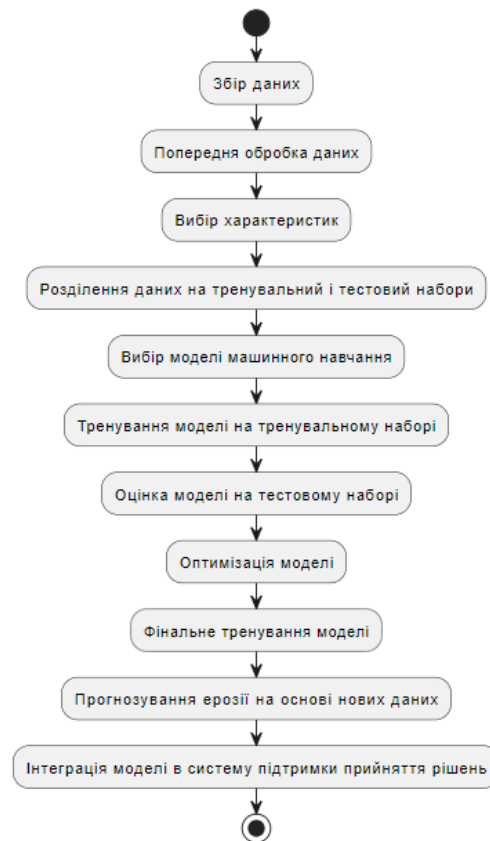 Збір даних
Попередня обробка даних
Вибір характеристик
Розділення даних на тренувальний і тестовий набори
Вибір моделі машинного навчання
Тренування моделі на тренувальному наборі
Оцінка моделі на тестовому наборі
Оптимізація моделі
Фінальне тренування моделі
Прогнозування ерозії на основі нових даних
Інтеграція моделі в систему підтримки прийняття рішень